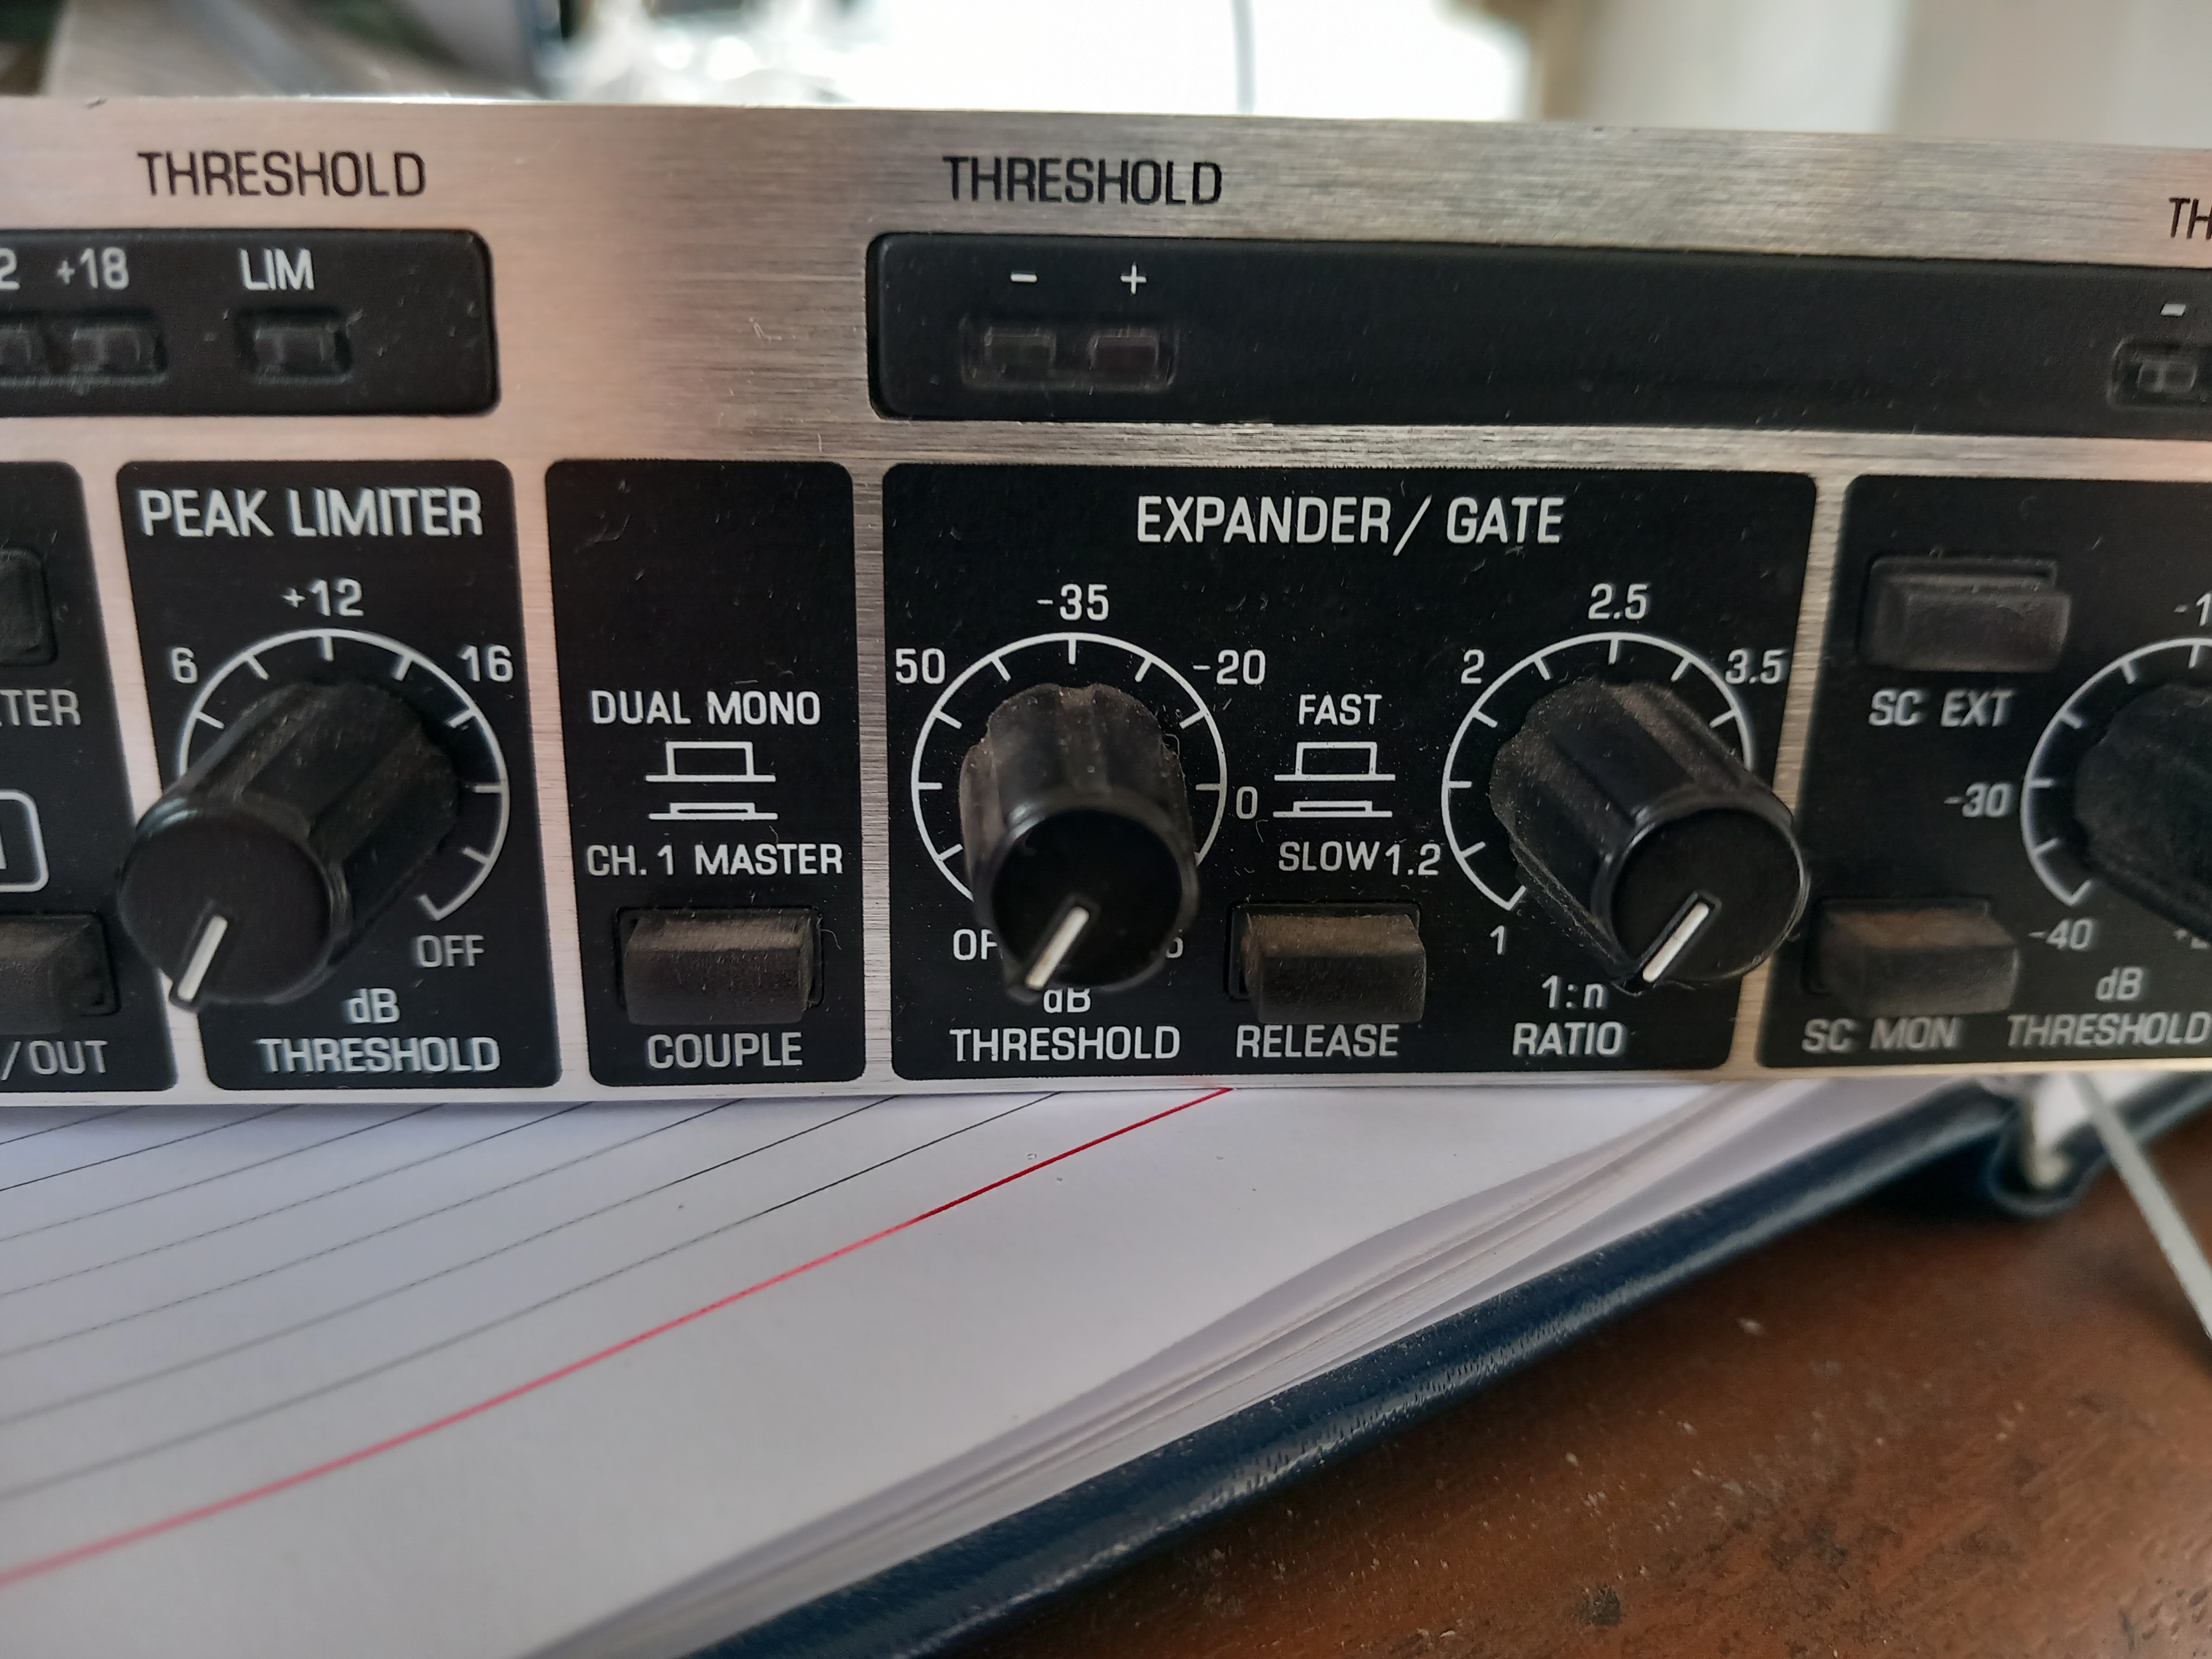 THRESHOLD
THRESHOLD
+18
LIM
-
+
-
PEAK LIMITER
+12
6
16
OFF
dB
THRESHOLD
/OUT
DUAL MONO
CH. 1 MASTER
COUPLE
EXPANDER / GATE
-35
50
-20
0
dB
THRESHOLD
FAST
SLOW
RELEASE
2.5
2
3.5
1.2
1
1:n
RATIO
SC EXT
SC MON
-30
-40
dB
THRESHOLD